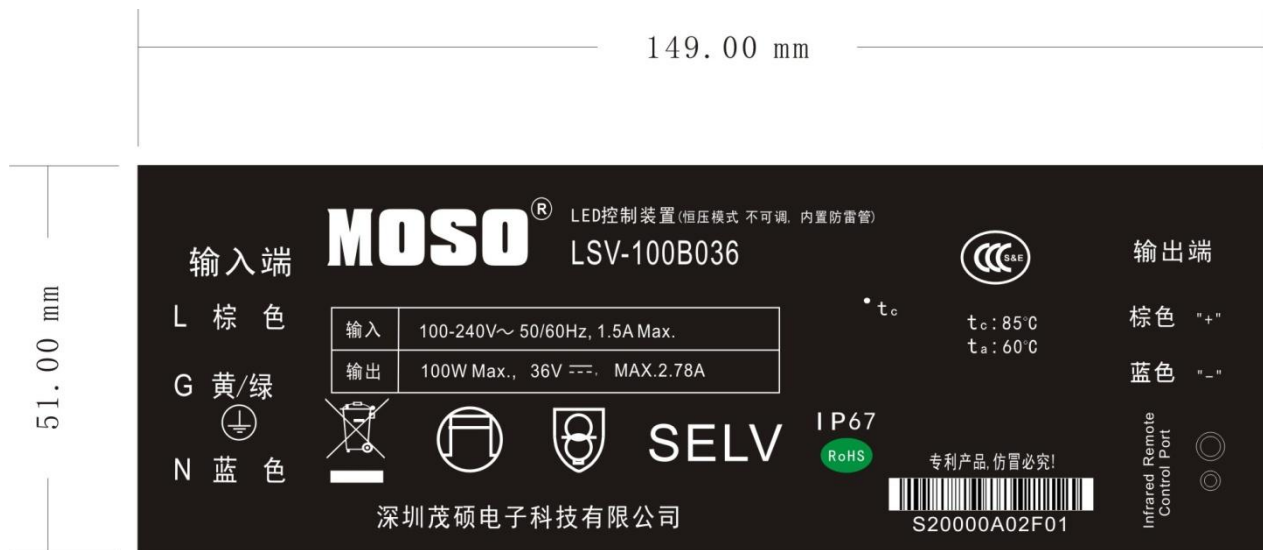 149.00 mm
51.00 mm
输入端
L 棕 色
G 黄/绿
N 蓝 色
MOSO®
LED控制装置(恒压模式 不可调, 内置防雷管)
LSV-100B036
输入 100-240V～ 50/60Hz, 1.5A Max.
输出 100W Max., 36V ⎓, MAX.2.78A
SELV
IP67
RoHS
深圳茂硕电子科技有限公司
CCC S&E
tc
tc:85℃
ta:60℃
专利产品,仿冒必究!
S20000A02F01
输出端
棕色 "+"
蓝色 "-"
Infrared Remote
Control Port